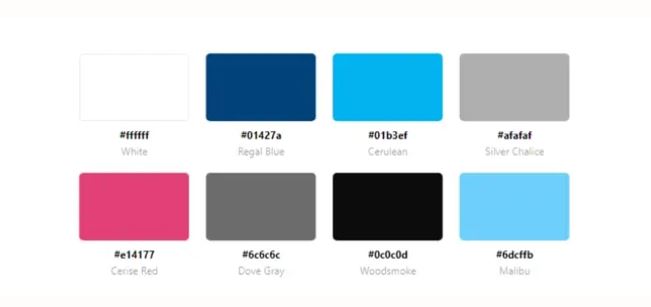 #ffffff
White
#01427a
Regal Blue
#01b3ef
Cerulean
#afafaf
Silver Chalice
#e14177
Cerise Red
#6c6c6c
Dove Gray
#0c0c0d
Woodsmoke
#6dcffb
Malibu